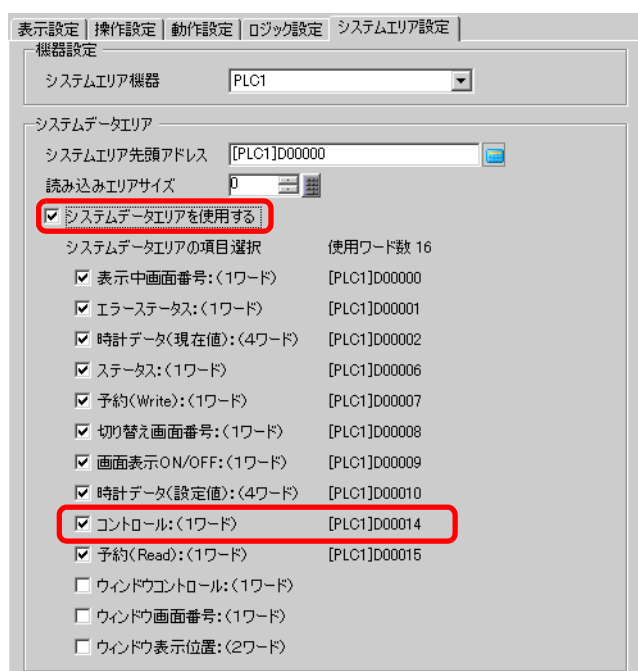 表示設定 操作設定 動作設定 ロジック設定 システムエリア設定
機器設定
システムエリア機器 PLC1
システムデータエリア
システムエリア先頭アドレス [PLC1]D00000
読み込みエリアサイズ 0
システムデータエリアを使用する
システムデータエリアの項目選択 使用ワード数 16
表示中画面番号:(1ワード) [PLC1]D00000
エラーステータス:(1ワード) [PLC1]D00001
時計データ(現在値):(4ワード) [PLC1]D00002
ステータス:(1ワード) [PLC1]D00006
予約(Write):(1ワード) [PLC1]D00007
切り替え画面番号:(1ワード) [PLC1]D00008
画面表示ON/OFF:(1ワード) [PLC1]D00009
時計データ(設定値):(4ワード) [PLC1]D00010
コントロール:(1ワード) [PLC1]D00014
予約(Read):(1ワード) [PLC1]D00015
ウィンドウコントロール:(1ワード)
ウィンドウ画面番号:(1ワード)
ウィンドウ表示位置:(2ワード)